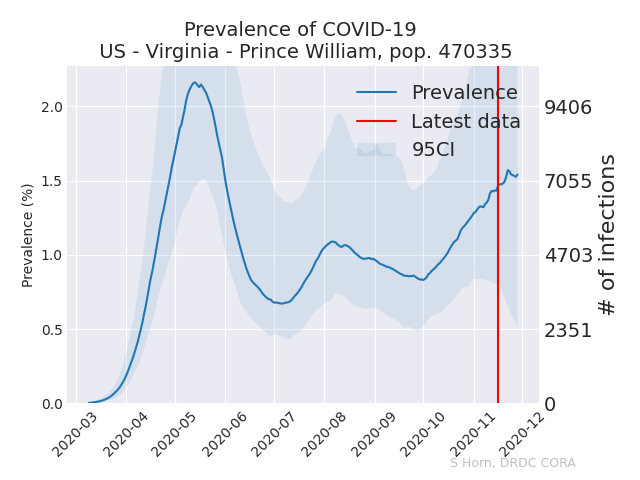 Prevalence of COVID-19
US - Virginia - Prince William, pop. 470335
Prevalence
Latest data
95CI
Prevalence (%)
2.0
1.5
1.0
0.5
0.0
9406
7055
4703
2351
0
# of infections
2020-03
2020-04
2020-05
2020-06
2020-07
2020-08
2020-09
2020-10
2020-11
2020-12
S Horn, DRDC CORA